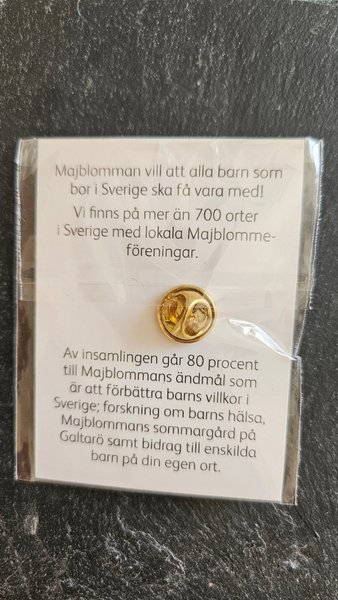 Majblomman vill att alla barn som
bor i Sverige ska få vara med!
Vi finns på mer än 700 orter
i Sverige med lokala Majblomme-
föreningar.
Av insamlingen går 80 procent
till Majblommans ändmål som
är att förbättra barns villkor i
Sverige; forskning om barns hälsa,
Majblommans sommargård på
Galtarö samt bidrag till enskilda
barn på din egen ort.